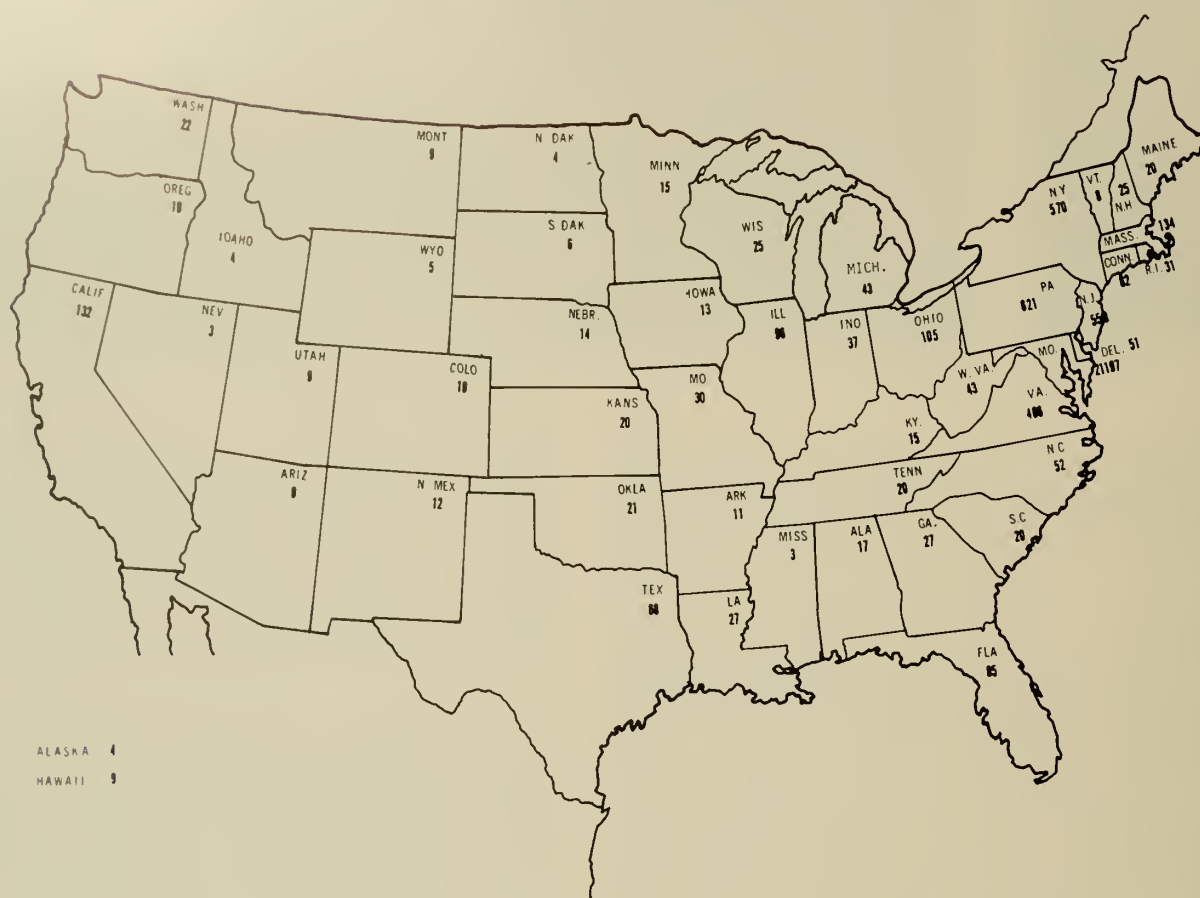 WASH
22
OREG
CALIF
132
IDAHO
4
NEV
3
MONT
9
WYO
5
UTAH
9
ARIZ
COLO
N MEX
12
N DAK
4
S DAK
6
NEBR.
14
KANS
20
OKLA
21
TEX
MINN
15
IOWA
13
MO
30
ARK
11
LA
27
WIS
25
ILL
MICH.
43
IND
37
OHIO
105
KY.
TENN
20
MISS
3
ALA
17
GA.
27
FLA
S.C
20
N C
52
VA.
W. VA.
43
MD.
21187
DEL. 51
PA
N.J.
N Y
570
CONN
R.I. 31
MASS.
134
VT.
25
N.H
MAINE
20
ALASKA 4
HAWAII 9